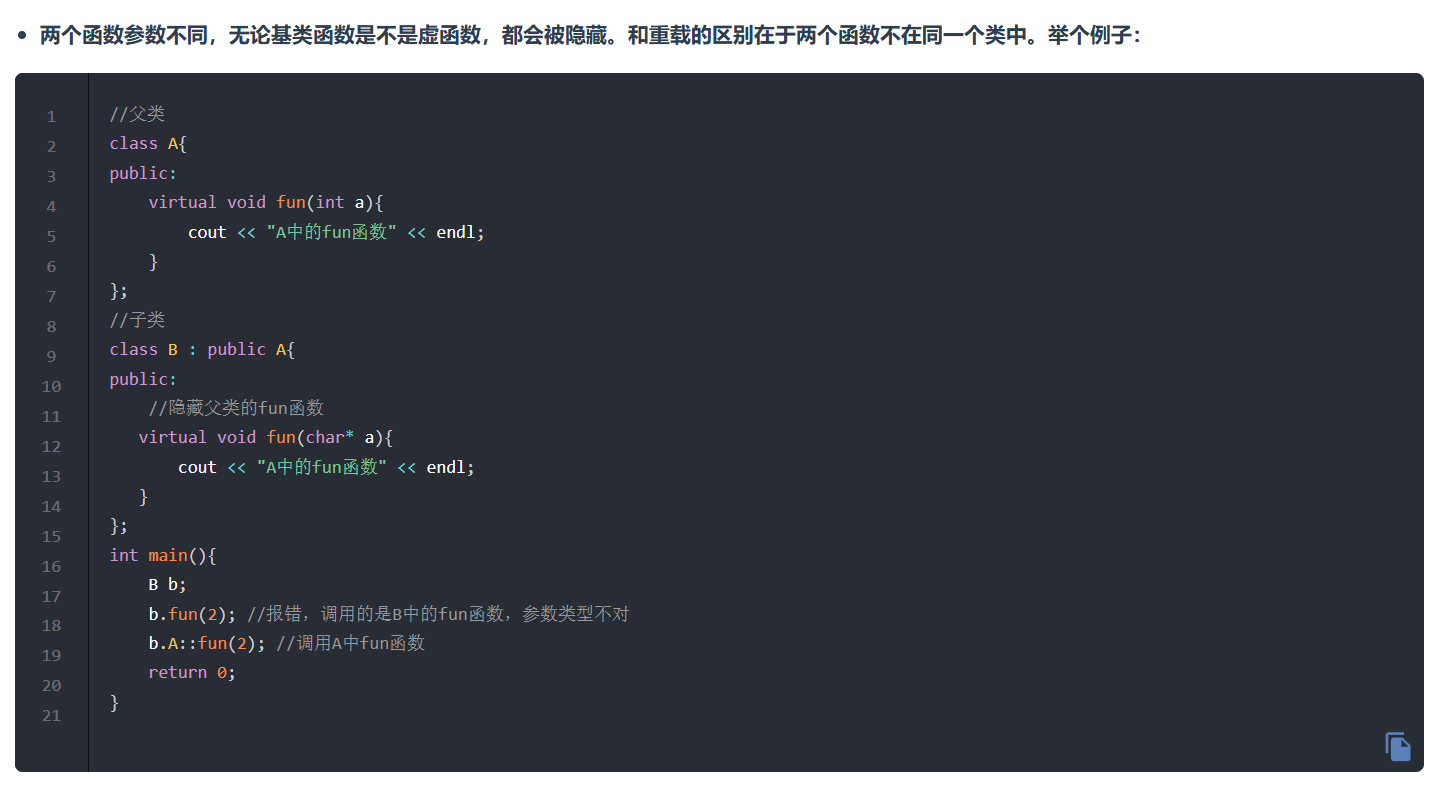 • 两个函数参数不同，无论基类函数是不是虚函数，都会被隐藏。和重载的区别在于两个函数不在同一个类中。举个例子：
1 //父类
2 class A{
3 public:
4     virtual void fun(int a){
5         cout << "A中的fun函数" << endl;
6     }
7 };
8 //子类
9 class B : public A{
10 public:
11     //隐藏父类的fun函数
12    virtual void fun(char* a){
13        cout << "A中的fun函数" << endl;
14    }
15 };
16 int main(){
17     B b;
18     b.fun(2); //报错，调用的是B中的fun函数，参数类型不对
19     b.A::fun(2); //调用A中fun函数
20     return 0;
21 }